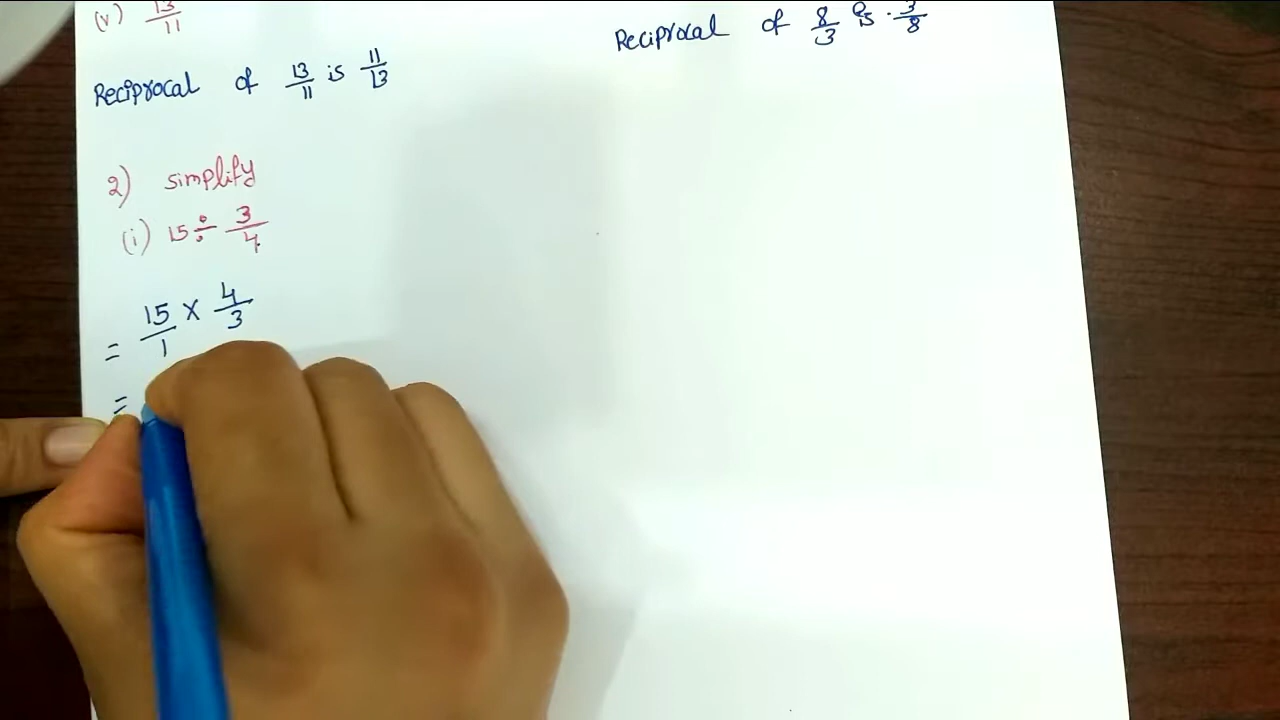 (v) 13/11
Reciprocal of 13/11 is 11/13
Reciprocal of 8/3 is 3/8
2) simplify
(i) 15 ÷ 3/4
= 15/1 × 4/3
=